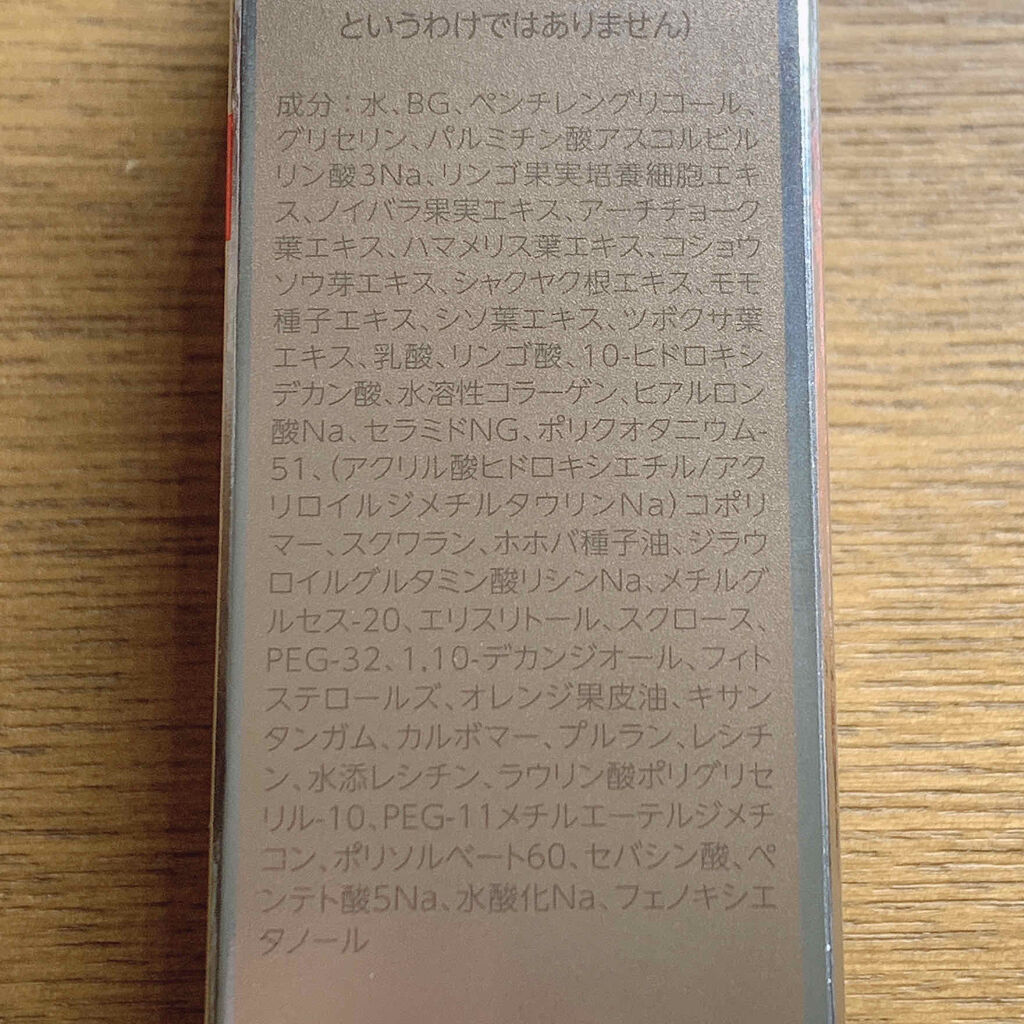 というわけではありません)
成分：水、BG、ペンチレングリコール、
グリセリン、パルミチン酸アスコルビル
リン酸3Na、リンゴ果実培養細胞エキ
ス、ノイバラ果実エキス、アーチチョーク
葉エキス、ハマメリス葉エキス、コショウ
ソウ芽エキス、シャクヤク根エキス、モモ
種子エキス、シソ葉エキス、ツボクサ葉
エキス、乳酸、リンゴ酸、10-ヒドロキシ
デカン酸、水溶性コラーゲン、ヒアルロン
酸Na、セラミドNG、ポリクオタニウム-
51、(アクリル酸ヒドロキシエチル/アク
リロイルジメチルタウリンNa)コポリ
マー、スクワラン、ホホバ種子油、ジラウ
ロイルグルタミン酸リシンNa、メチルグ
ルセス-20、エリスリトール、スクロース、
PEG-32、1,10-デカンジオール、フィト
ステロールズ、オレンジ果皮油、キサン
タンガム、カルボマー、プルラン、レシチ
ン、水添レシチン、ラウリン酸ポリグリセ
リル-10、PEG-11メチルエーテルジメチ
コン、ポリソルベート60、セバシン酸、ペ
ンテト酸5Na、水酸化Na、フェノキシエ
タノール